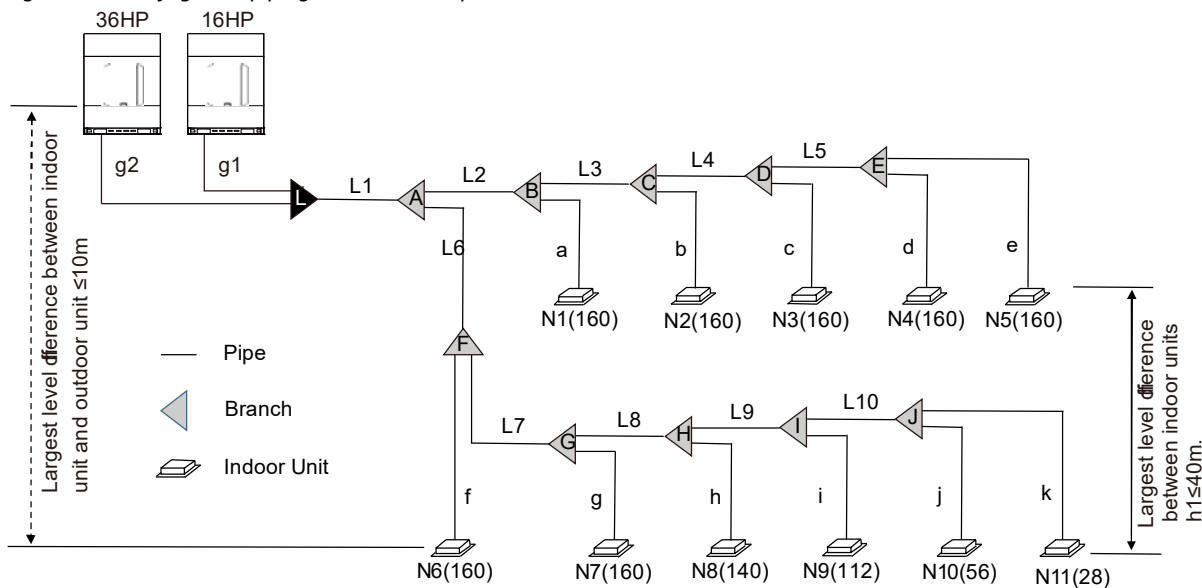 36HP
16HP
g2
g1
L
L1
A
L2
B
L3
C
L4
D
L5
E
L6
a
b
c
d
e
N1(160)
N2(160)
N3(160)
N4(160)
N5(160)
F
Pipe
Branch
Indoor Unit
L7
G
L8
H
L9
I
L10
J
f
g
h
i
j
k
N6(160)
N7(160)
N8(140)
N9(112)
N10(56)
N11(28)
Largest level difference between indoor
unit and outdoor unit ≤10m
Largest level difference
between indoor units
h1≤40m.